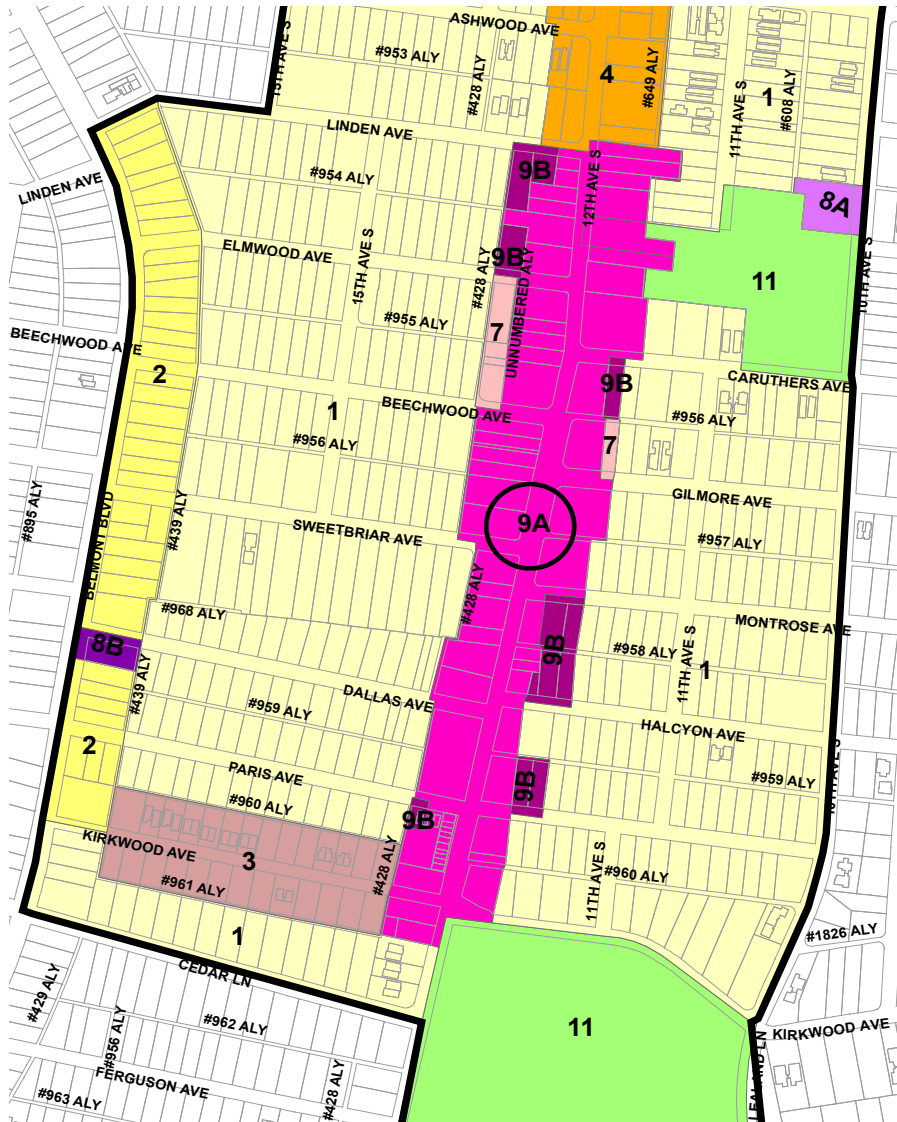 ASHWOOD AVE
15TH AVE S
#953 ALY
#428 ALY
4
#649 ALY
11TH AVE S
1
#608 ALY
LINDEN AVE
LINDEN AVE
#954 ALY
9B
12TH AVE S
8A
ELMWOOD AVE
15TH AVE S
#428 ALY
9B
UNNUMBERED ALY
11
10TH AVE S
#955 ALY
7
BEECHWOOD AVE
2
9B
CARUTHERS AVE
1
BEECHWOOD AVE
#956 ALY
#956 ALY
7
#895 ALY
BELMONT BLVD
#439 ALY
SWEETBRIAR AVE
9A
GILMORE AVE
#957 ALY
#428 ALY
#968 ALY
MONTROSE AVE
8B
#439 ALY
9B
#958 ALY
11TH AVE S
1
#959 ALY
DALLAS AVE
HALCYON AVE
2
PARIS AVE
9B
#959 ALY
10TH AVE S
#960 ALY
9B
KIRKWOOD AVE
3
#428 ALY
#961 ALY
11TH AVE S
#960 ALY
1
#1826 ALY
CEDAR LN
#429 ALY
#956 ALY
#962 ALY
11
KIRKWOOD AVE
FERGUSON AVE
#428 ALY
LEALAND LN
#963 ALY